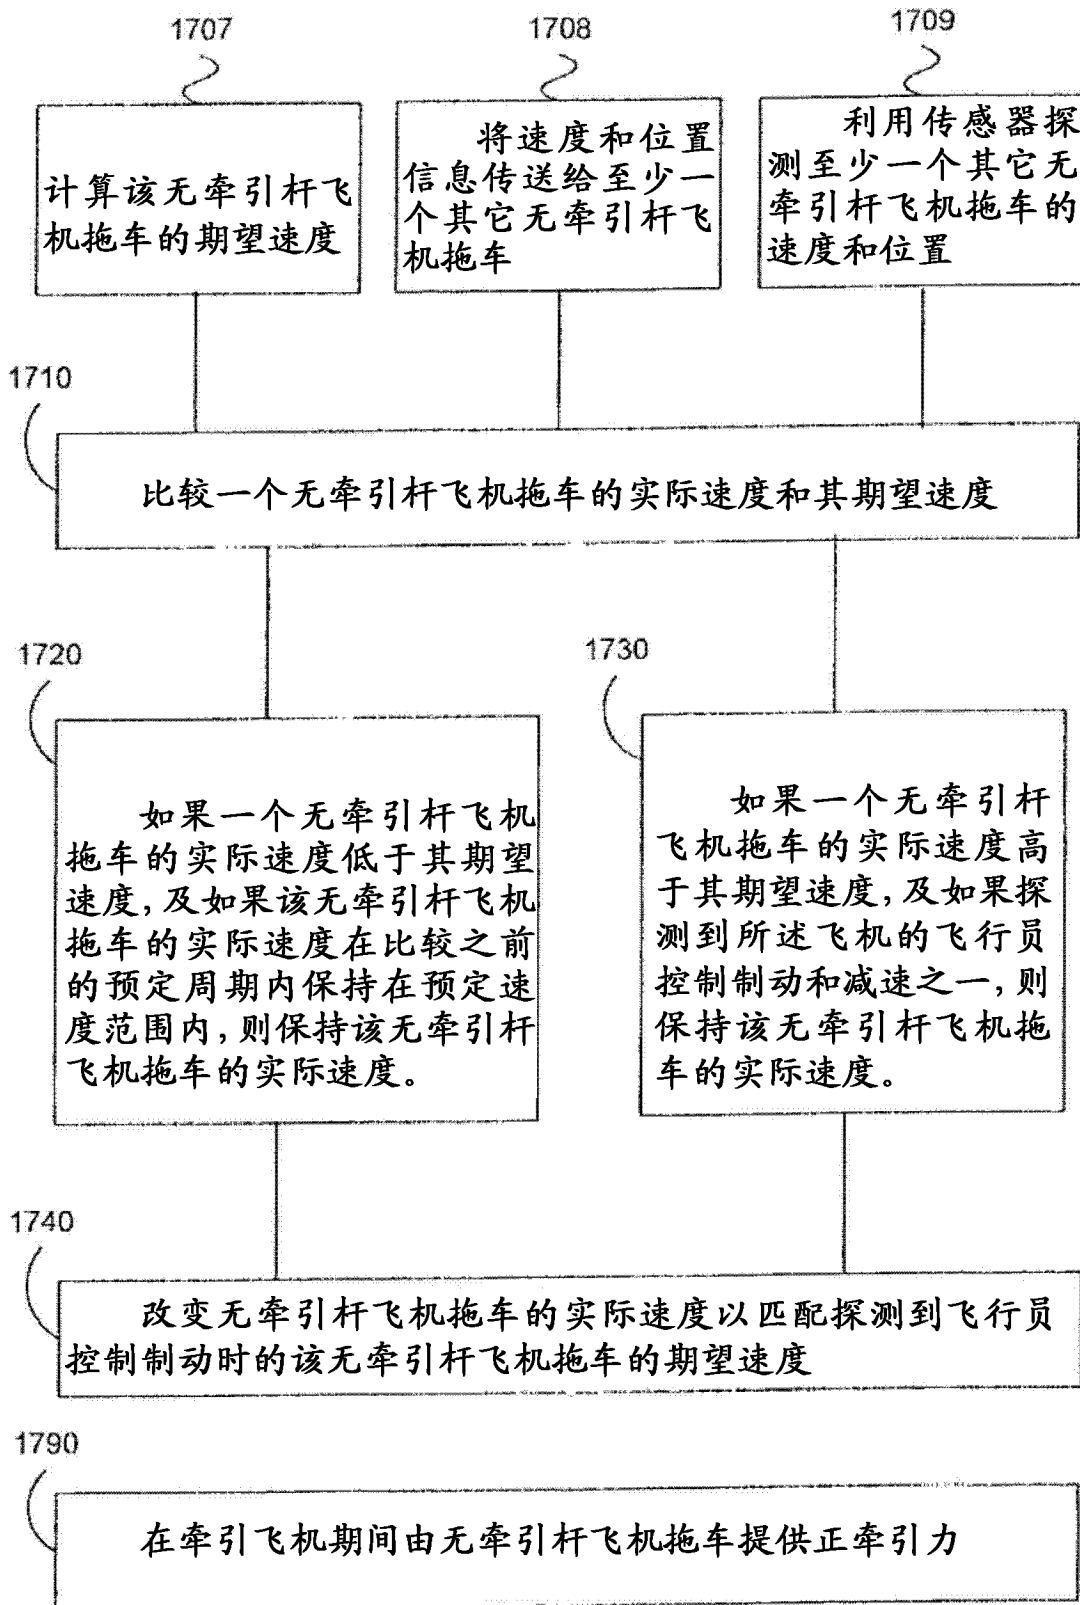 1707
1708
1709
计算该无牵引杆飞
机拖车的期望速度
将速度和位置
信息传送给至少一
个其它无牵引杆飞
机拖车
利用传感器探
测至少一个其它无
牵引杆飞机拖车的
速度和位置
1710
比较一个无牵引杆飞机拖车的实际速度和其期望速度
1720
1730
如果一个无牵引杆飞机
拖车的实际速度低于其期望
速度,及如果该无牵引杆飞机
拖车的实际速度在比较之前
的预定周期内保持在预定速
度范围内,则保持该无牵引杆
飞机拖车的实际速度。
如果一个无牵引杆
飞机拖车的实际速度高
于其期望速度,及如果探
测到所述飞机的飞行员
控制制动和减速之一,则
保持该无牵引杆飞机拖
车的实际速度。
1740
改变无牵引杆飞机拖车的实际速度以匹配探测到飞行员
控制制动时的该无牵引杆飞机拖车的期望速度
1790
在牵引飞机期间由无牵引杆飞机拖车提供正牵引力